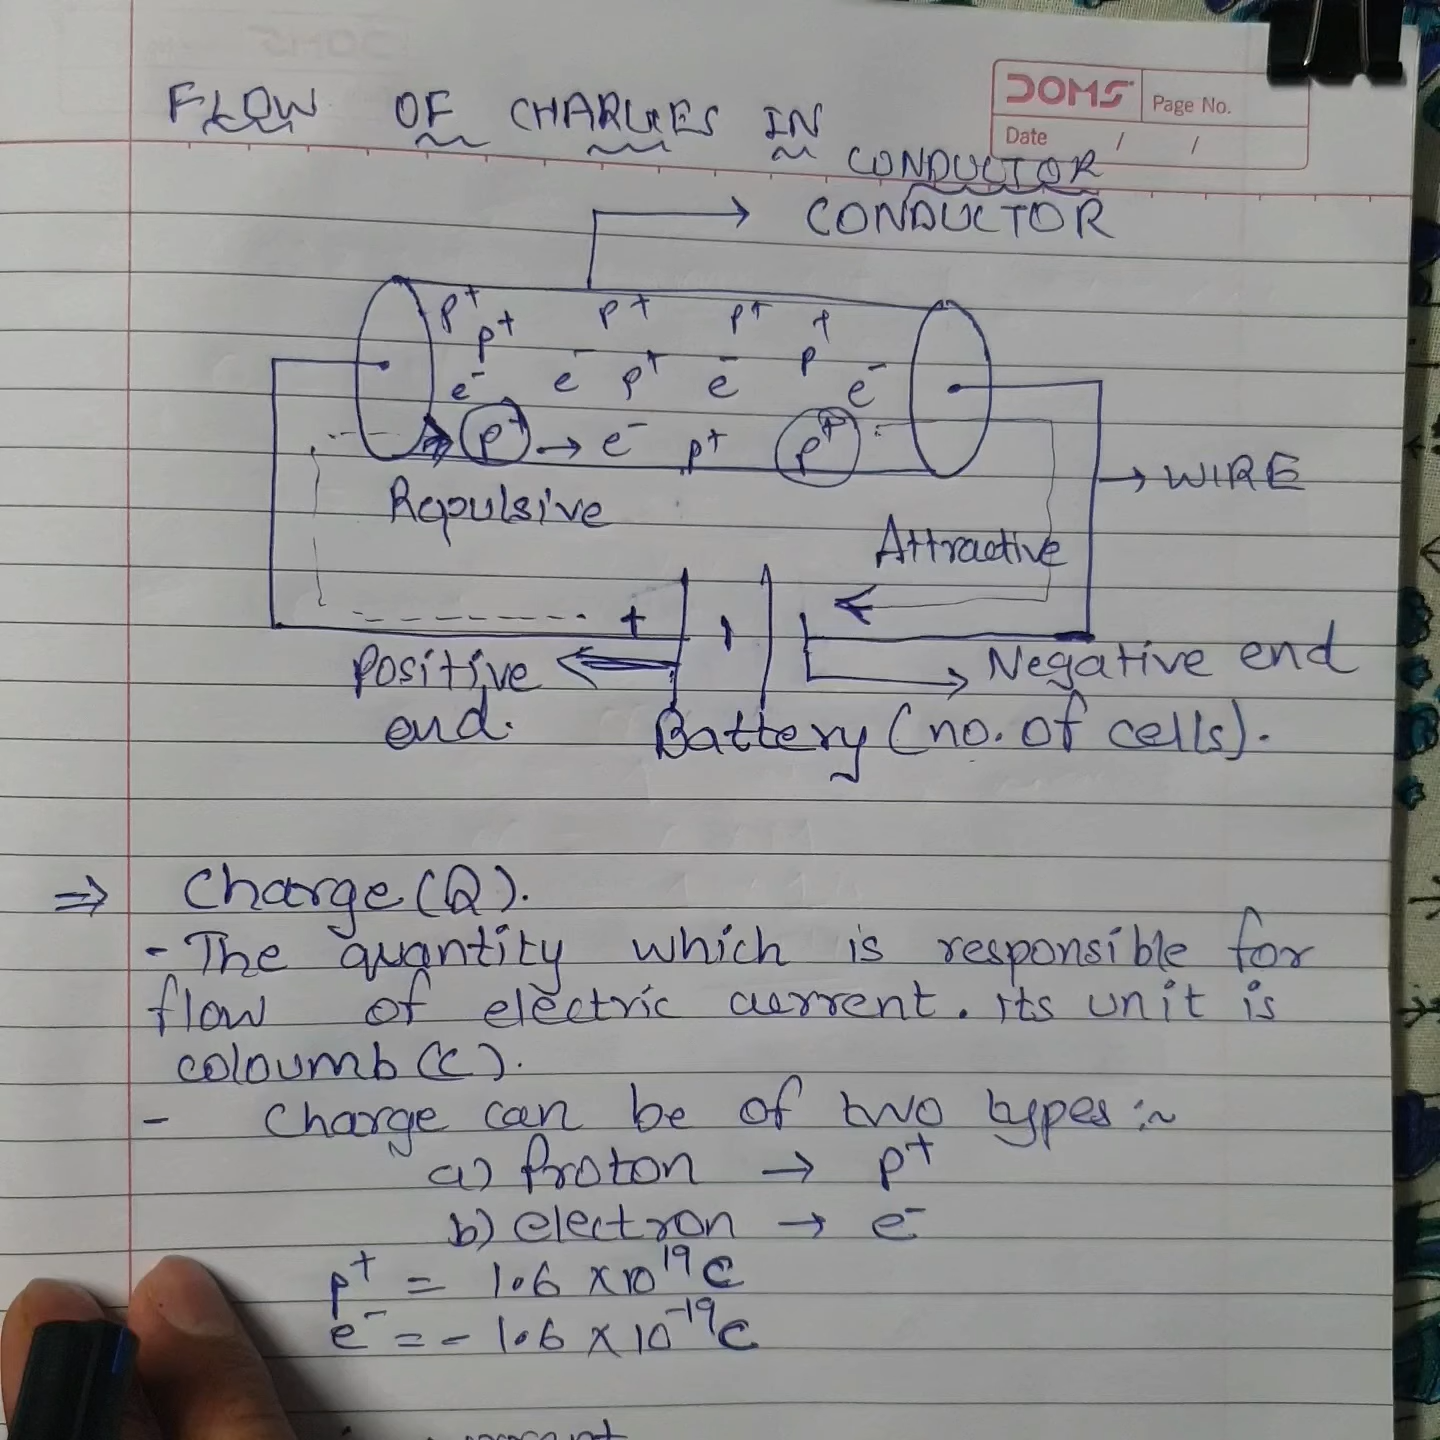 FLOW OF CHARGES IN
CONDUCTOR
DOMS
Page No.
Date / /
CONDUCTOR
p+ p+ p+ p+ p+
e- e- p+ e- e-
p+ → e- p+ p+
Repulsive
→ WIRE
Attractive
+
Positive
end.
Negative end
Battery (no. of cells).
⇒ Charge (Q).
- The quantity which is responsible for
flow of electric current. its unit is
coloumb (C).
- Charge can be of two types :~
a) Proton → p+
b) electron → e-
p+ = 1.6 × 10^19 C
e- = - 1.6 × 10^-19 C